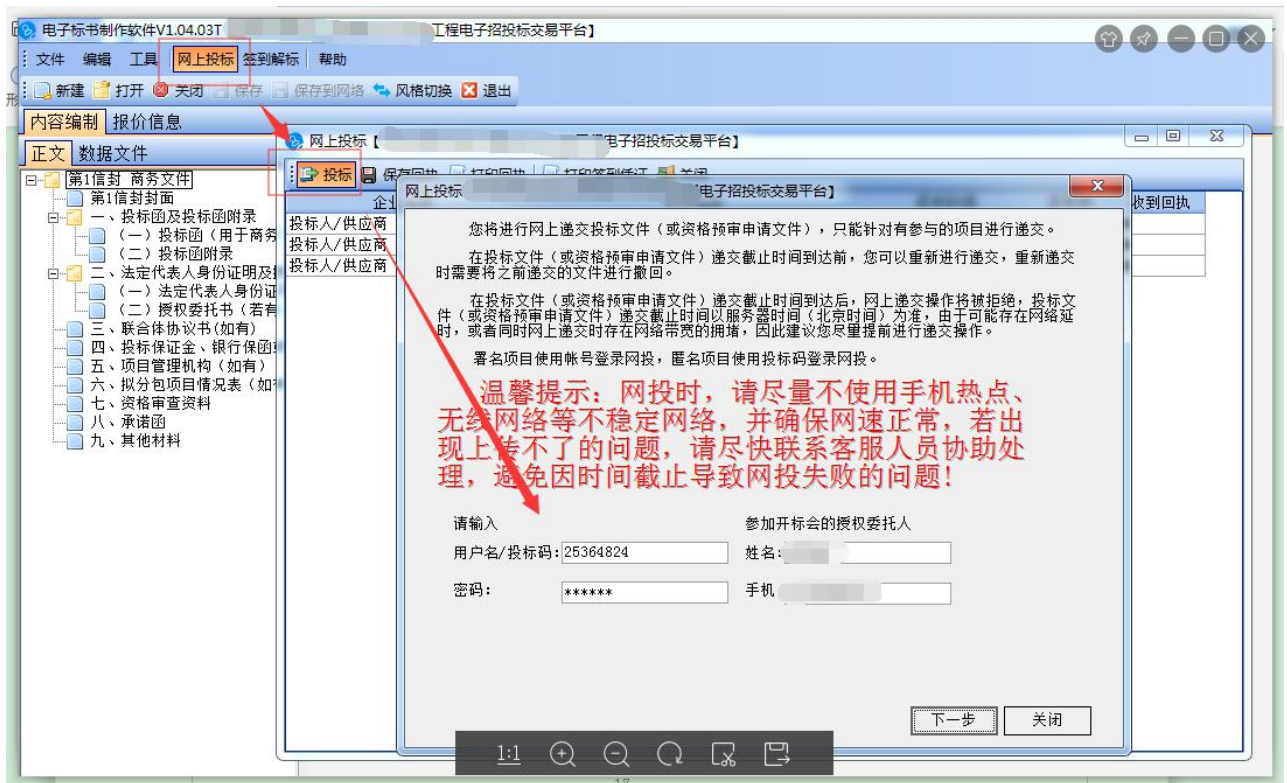 电子标书制作软件V1.04.03T
工程电子招投标交易平台】
文件 编辑 工具 网上投标 签到解标 帮助
新建 打开 关闭 保存 保存到网络 风格切换 退出
内容编制 报价信息
正文 数据文件
第1信封 商务文件
第1信封封面
一、投标函及投标函附录
（一）投标函（用于商务
（二）投标函附录
二、法定代表人身份证明及
（一）法定代表人身份证
（二）授权委托书（若有
三、联合体协议书(如有)
四、投标保证金、银行保函
五、项目管理机构（如有）
六、拟分包项目情况表（如
七、资格审查资料
八、承诺函
九、其他材料
网上投标【
电子招投标交易平台】
投标 保存回执 打印回执 打印签到凭证 关闭
企
收到回执
投标人/供应商
投标人/供应商
投标人/供应商
网上投标
电子招投标交易平台】
您将进行网上递交投标文件（或资格预审申请文件），只能针对有参与的项目进行递交。
在投标文件（或资格预审申请文件）递交截止时间到达前，您可以重新进行递交，重新递交
时需要将之前递交的文件进行撤回。
在投标文件（或资格预审申请文件）递交截止时间到达后，网上递交操作将被拒绝，投标文
件（或资格预审申请文件）递交截止时间以服务器时间（北京时间）为准，由于可能存在网络延
时，或者同时网上递交时存在网络带宽的拥堵，因此建议您尽量提前进行递交操作。
署名项目使用帐号登录网投，匿名项目使用投标码登录网投。
温馨提示：网投时，请尽量不使用手机热点、
无线网络等不稳定网络，并确保网速正常，若出
现上传不了的问题，请尽快联系客服人员协助处
理，避免因时间截止导致网投失败的问题！
请输入 参加开标会的授权委托人
用户名/投标码：25364824 姓名：
密码： ****** 手机
下一步 关闭
1:1
17